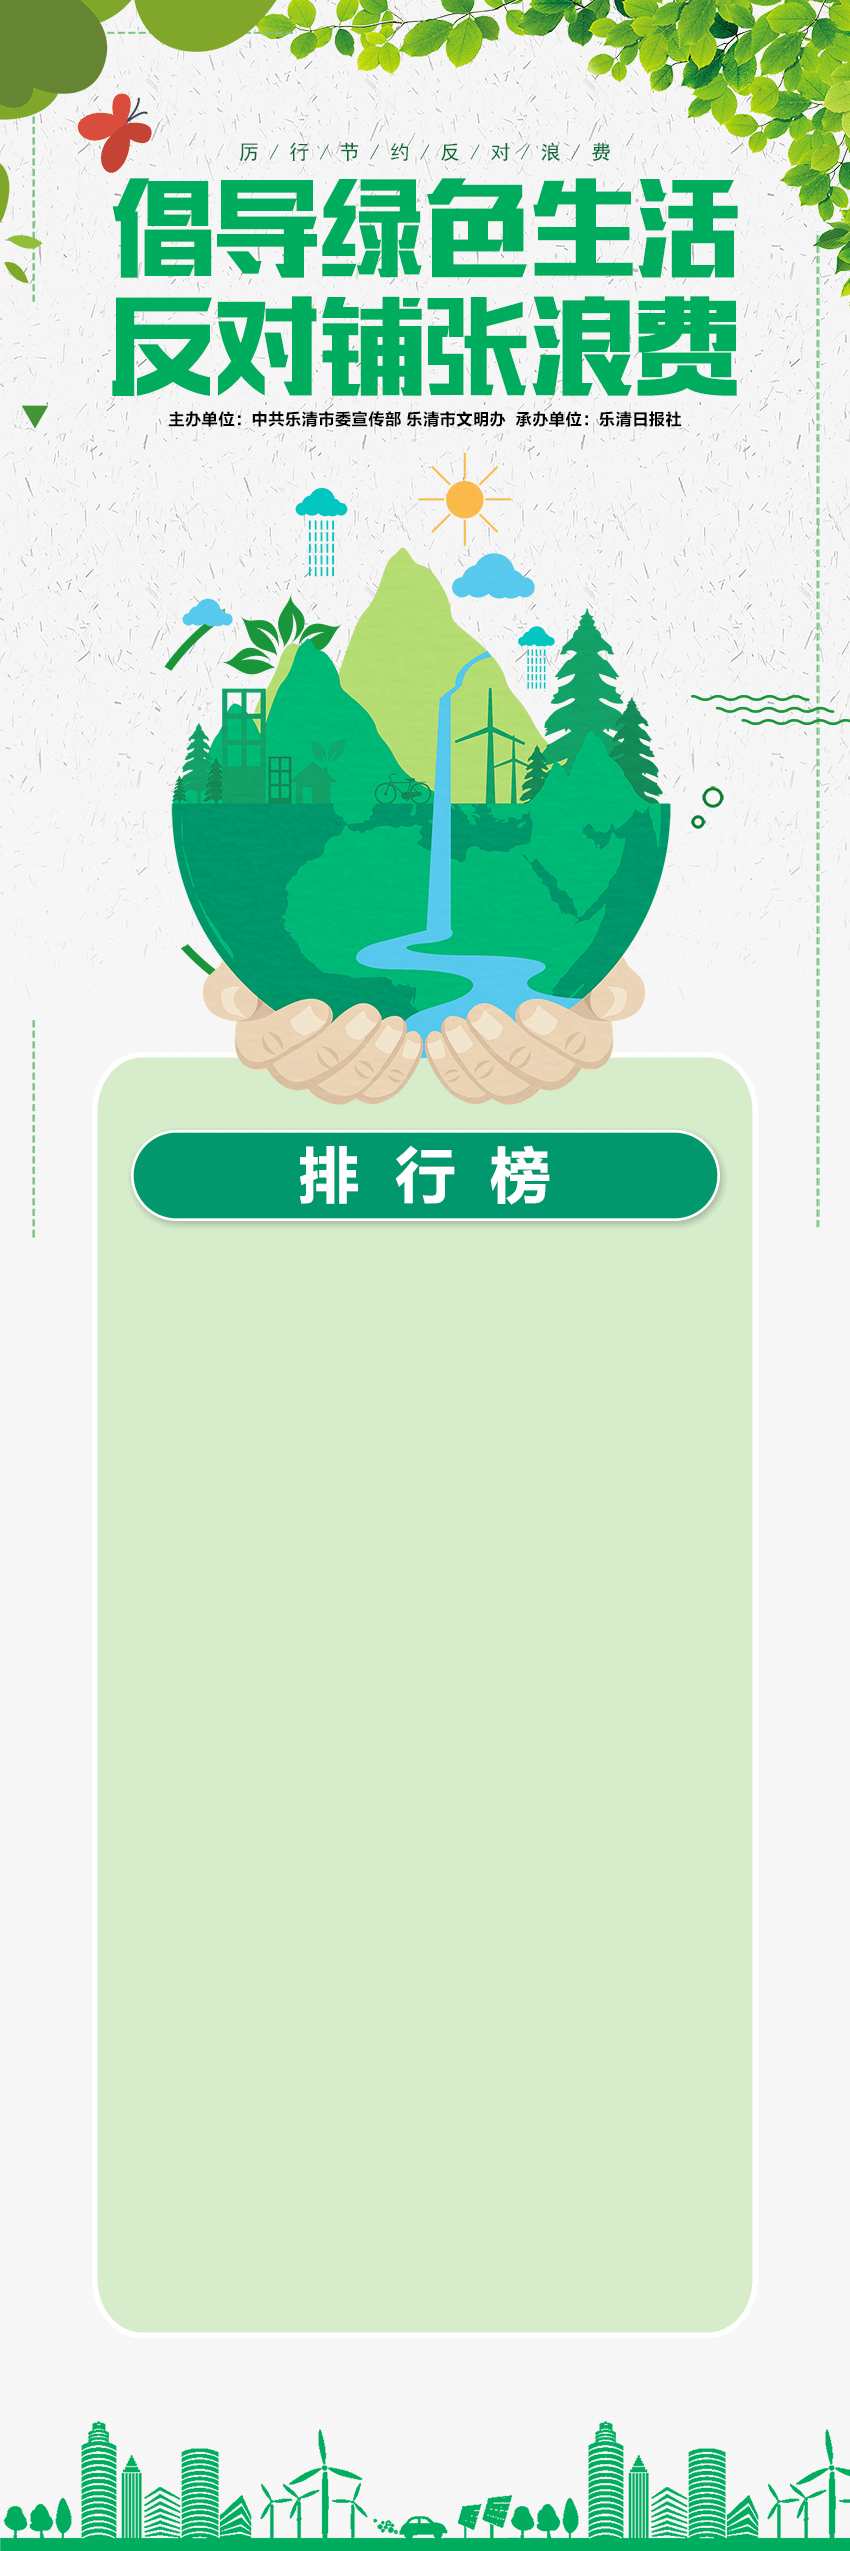 厉/行/节/约/反/对/浪/费
倡导绿色生活
反对铺张浪费
主办单位：中共乐清市委宣传部 乐清市文明办 承办单位：乐清日报社
排行榜